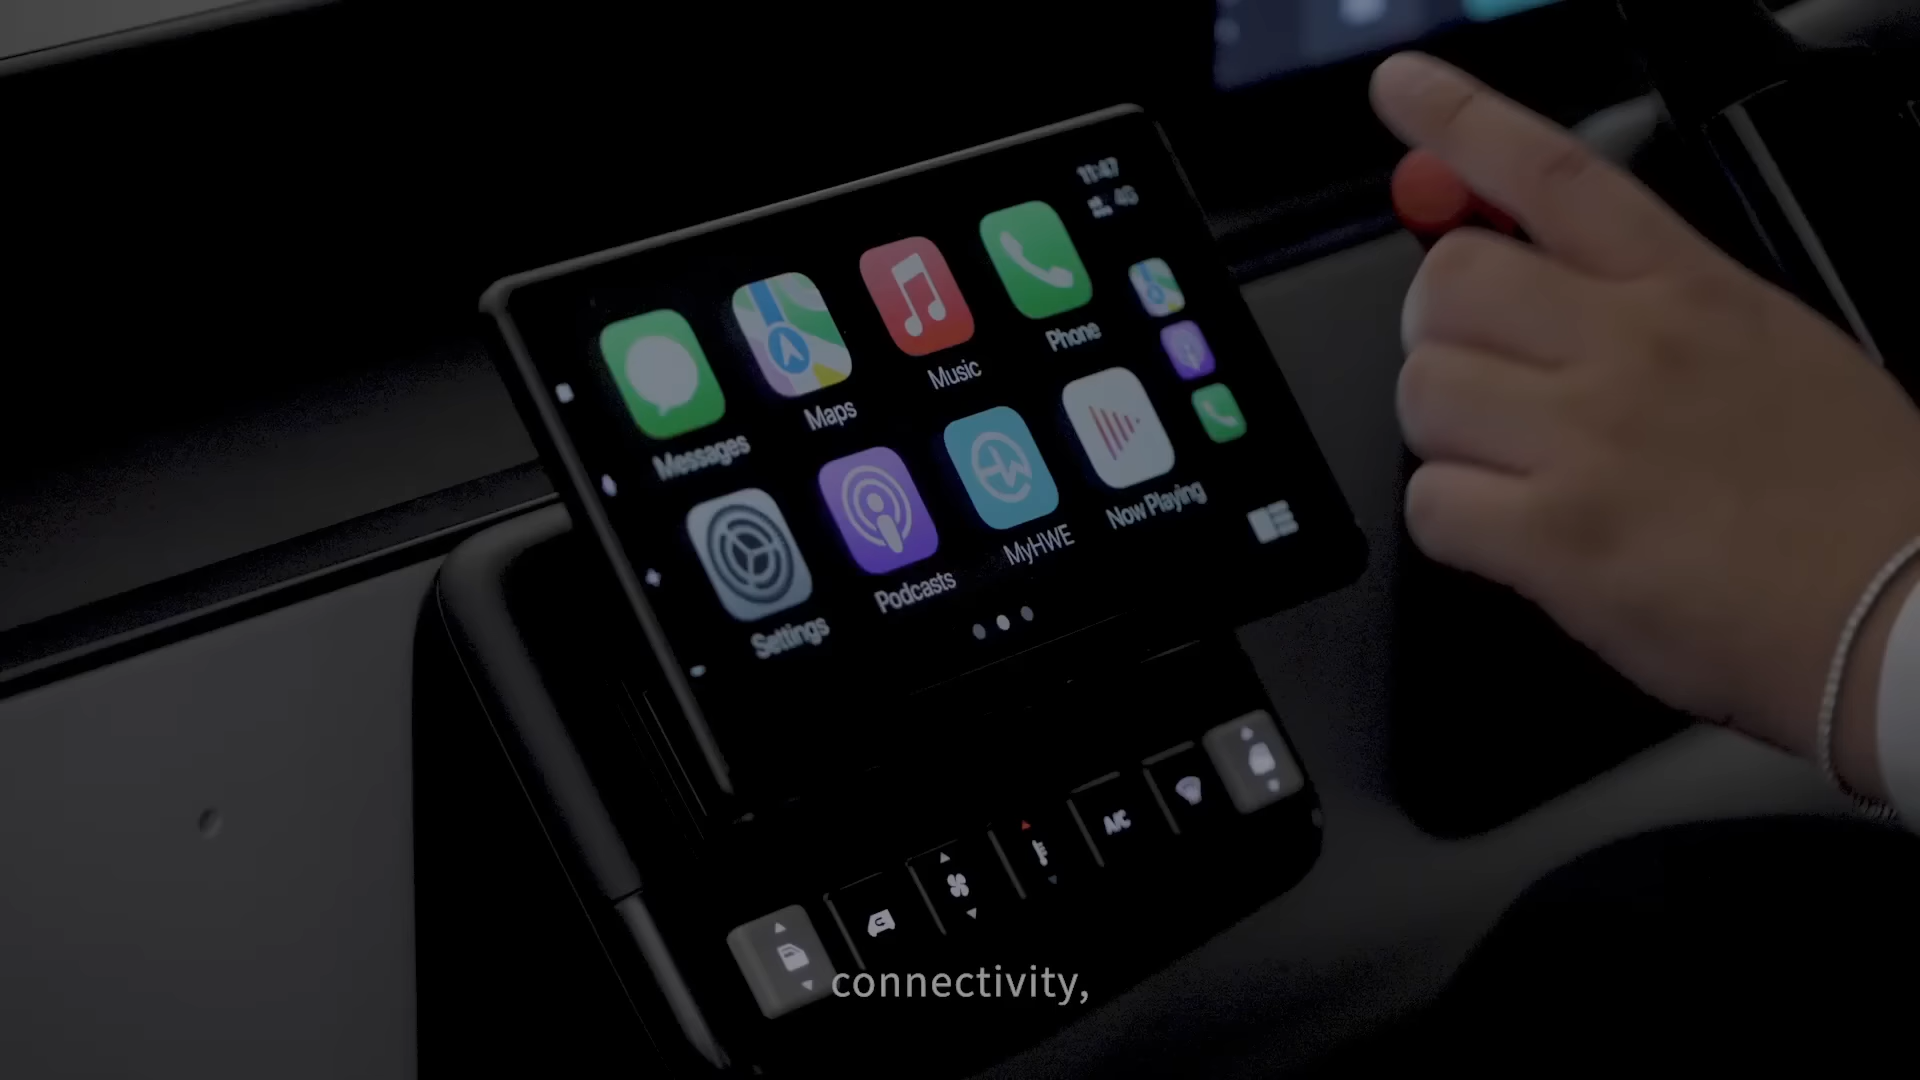 11:47
4G
Messages
Maps
Music
Phone
Settings
Podcasts
MyHWE
Now Playing
A/C
connectivity,